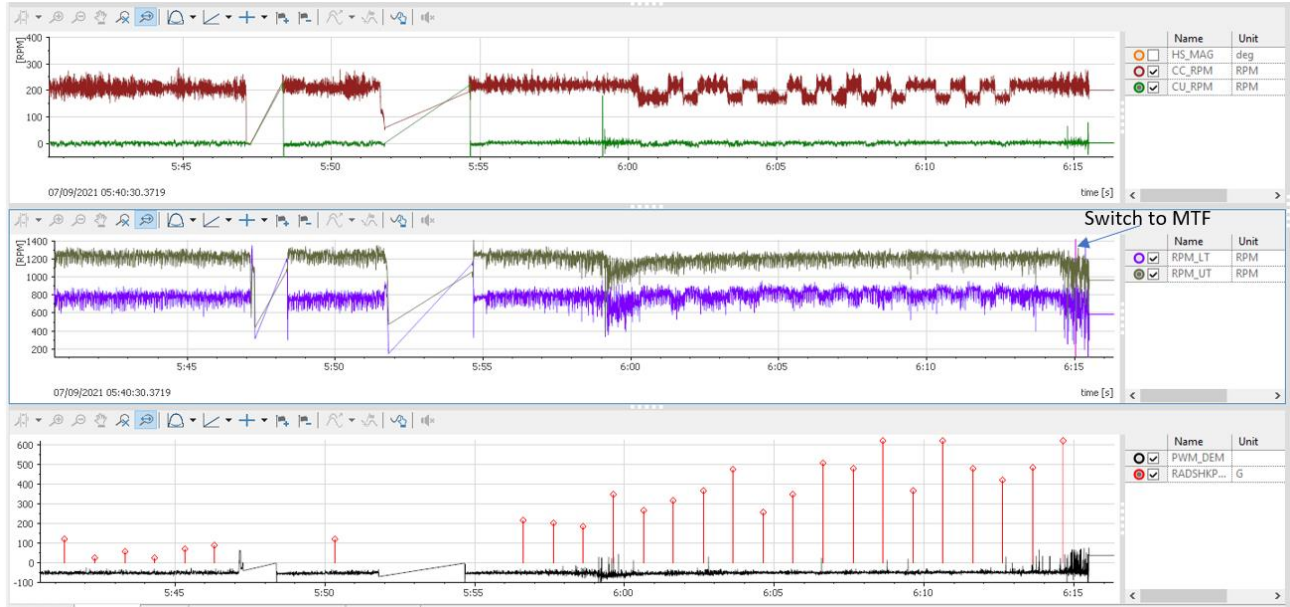 [RPM]
400
300
200
100
0
5:45 5:50 5:55 6:00 6:05 6:10 6:15
07/09/2021 05:40:30.3719 time [s]
Name Unit
HS_MAG deg
CC_RPM RPM
CU_RPM RPM
Switch to MTF
[RPM]
1400
1200
1000
800
600
400
200
5:45 5:50 5:55 6:00 6:05 6:10 6:15
07/09/2021 05:40:30.3719 time [s]
Name Unit
RPM_LT RPM
RPM_UT RPM
600
500
400
300
200
100
0
-100
5:45 5:50 5:55 6:00 6:05 6:10 6:15
Name Unit
PWM_DEM
RADSHKP... G